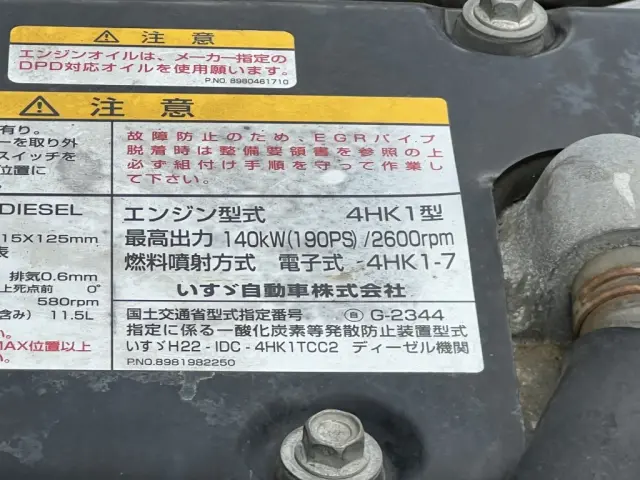 ⚠ 注意
エンジンオイルは、メーカー指定の
DPD対応オイルを使用願います。
P.NO. 8980461710
⚠ 注意
有り。
ーを取り外
スイッチを
位置に
故障防止のため、EGRパイプ
脱着時は整備要領書を参照の上
必ず組付け手順を守って作業し
て下さい。
DIESEL
15X125mm
排気0.6mm
上死点前 0°
580rpm
含む) 11.5L
MAX位置以上
エンジン型式 4HK1型
最高出力 140kW(190PS)/2600rpm
燃料噴射方式 電子式 -4HK1-7
いすゞ自動車株式会社
国土交通省型式指定番号 G-2344
指定に係る一酸化炭素等発散防止装置型式
いすゞH22-IDC-4HK1TCC2 ディーゼル機関
P.NO.8981982250